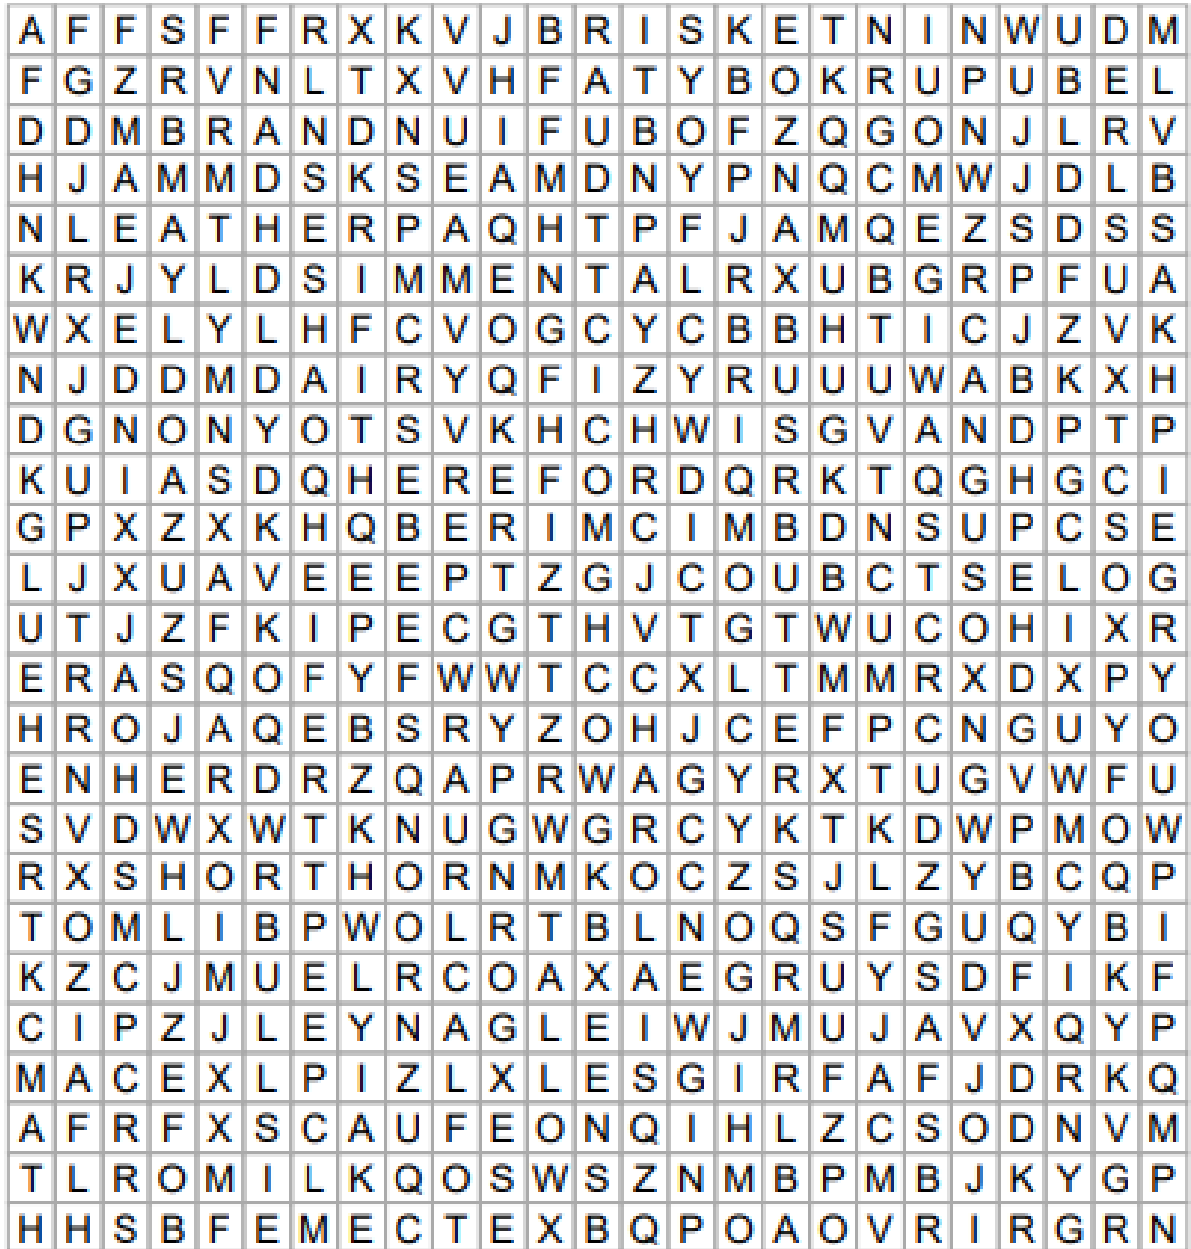 A F F S F F R X K V J B R I S K E T N I N W U D M
F G Z R V N L T X V H F A T Y B O K R U P U B E L
D D M B R A N D N U I F U B O F Z Q G O N J L R V
H J A M M D S K S E A M D N Y P N Q C M W J D L B
N L E A T H E R P A Q H T P F J A M Q E Z S D S S
K R J Y L D S I M M E N T A L R X U B G R P F U A
W X E L Y L H F C V O G C Y C B B H T I C J Z V K
N J D D M D A I R Y Q F I Z Y R U U U W A B K X H
D G N O N Y O T S V K H C H W I S G V A N D P T P
K U I A S D Q H E R E F O R D Q R K T Q G H G C I
G P X Z X K H Q B E R I M C I M B D N S U P C S E
L J X U A V E E E P T Z G J C O U B C T S E L O G
U T J Z F K I P E C G T H V T G T W U C O H I X R
E R A S Q O F Y F W W T C C X L T M M R X D X P Y
H R O J A Q E B S R Y Z O H J C E F P C N G U Y O
E N H E R D R Z Q A P R W A G Y R X T U G V W F U
S V D W X W T K N U G W G R C Y K T K D W P M O W
R X S H O R T H O R N M K O C Z S J L Z Y B C Q P
T O M L I B P W O L R T B L N O Q S F G U Q Y B I
K Z C J M U E L R C O A X A E G R U Y S D F I K F
C I P Z J L E Y N A G L E I W J M U J A V X Q Y P
M A C E X L P I Z L X L E S G I R F A F J D R K Q
A F R F X S C A U F E O N Q I H L Z C S O D N V M
T L R O M I L K Q O S W S Z N M B P M B J K Y G P
H H S B F E M E C T E X B Q P O A O V R I R G R N